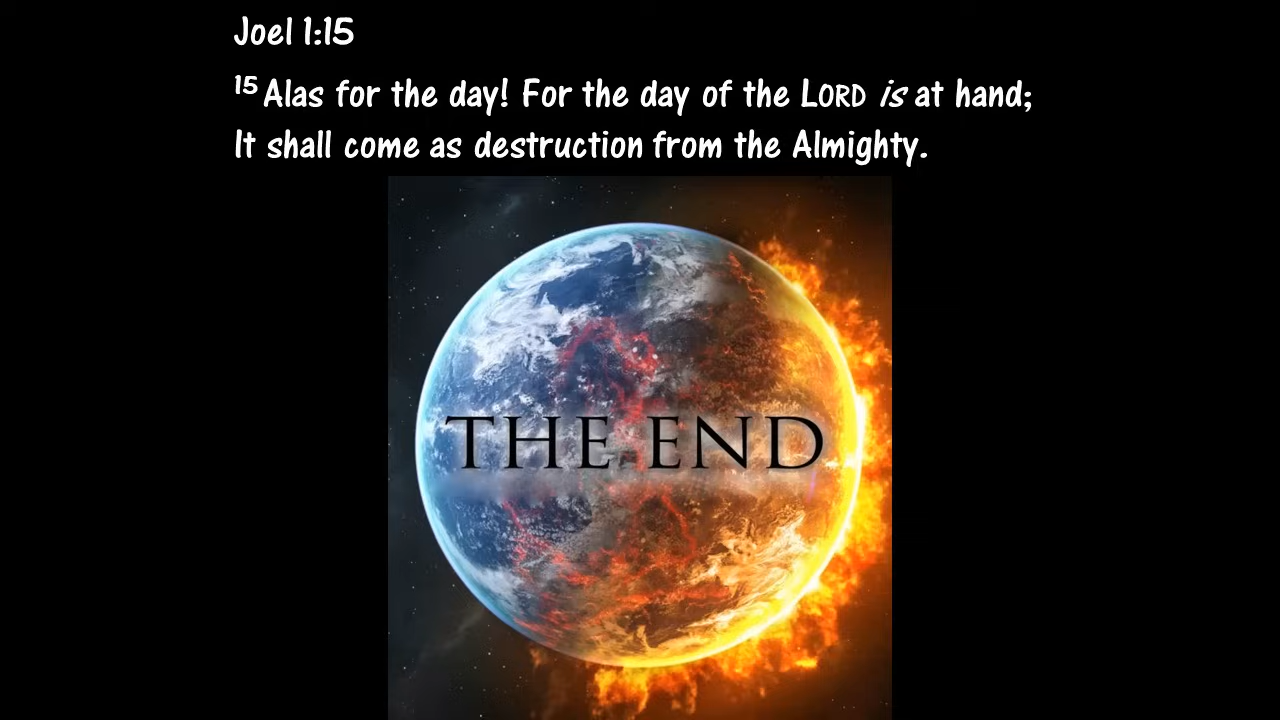 Joel 1:15
15 Alas for the day! For the day of the LORD is at hand;
It shall come as destruction from the Almighty.
THE END